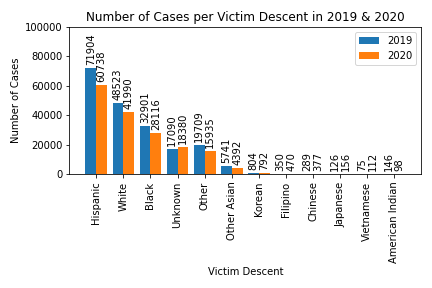 Number of Cases per Victim Descent in 2019 & 2020
100000
80000
60000
40000
20000
0
Number of Cases
2019
2020
71904
60738
48523
41990
32901
28116
17090
18380
19709
15935
5741
4392
804
792
350
470
289
377
126
156
75
112
146
98
Hispanic
White
Black
Unknown
Other
Other Asian
Korean
Filipino
Chinese
Japanese
Vietnamese
American Indian
Victim Descent